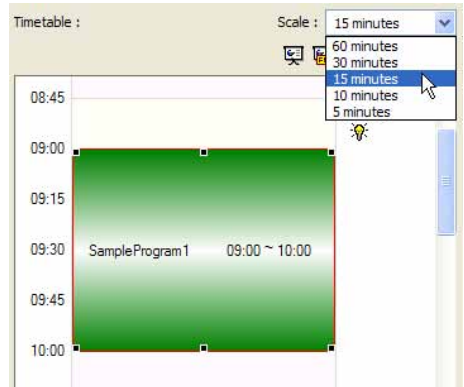 Timetable : Scale : 15 minutes
60 minutes
30 minutes
15 minutes
10 minutes
5 minutes
08:45
09:00
09:15
09:30 SampleProgram1 09:00 ~ 10:00
09:45
10:00